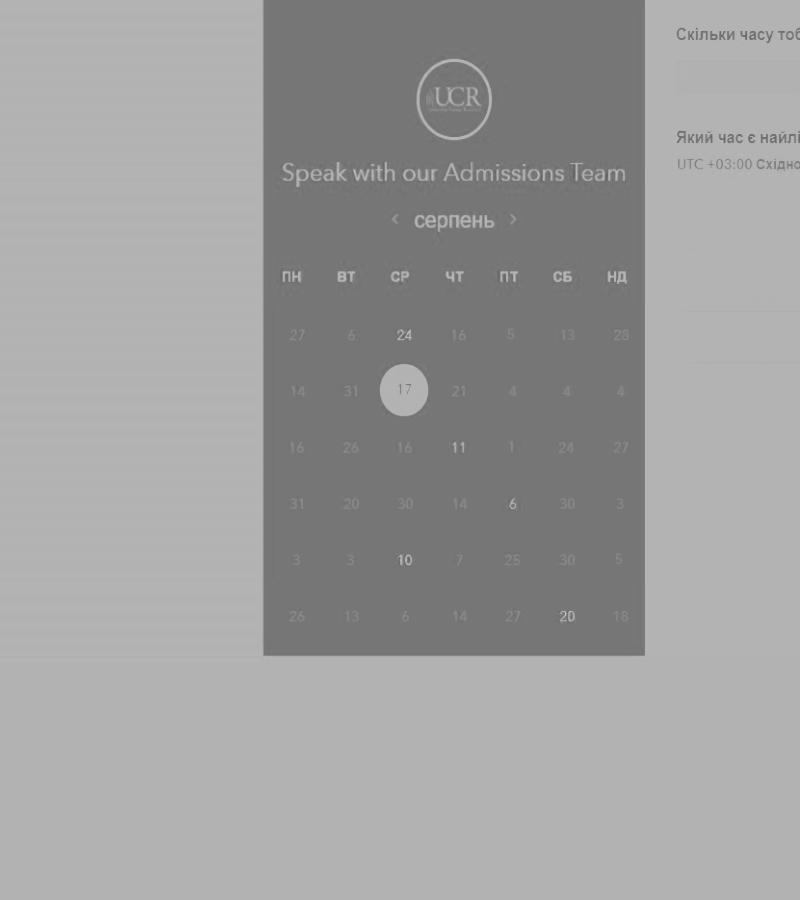 UCR
Speak with our Admissions Team
‹ серпень ›
ПН ВТ СР ЧТ ПТ СБ НД
27 6 24 16 5 13 28
14 31 17 21 4 4 4
16 26 16 11 1 24 27
31 20 30 14 6 30 3
3 3 10 7 25 30 5
26 13 6 14 27 20 18
Скільки часу тоб
Який час є найлі
UTC +03:00 Східно